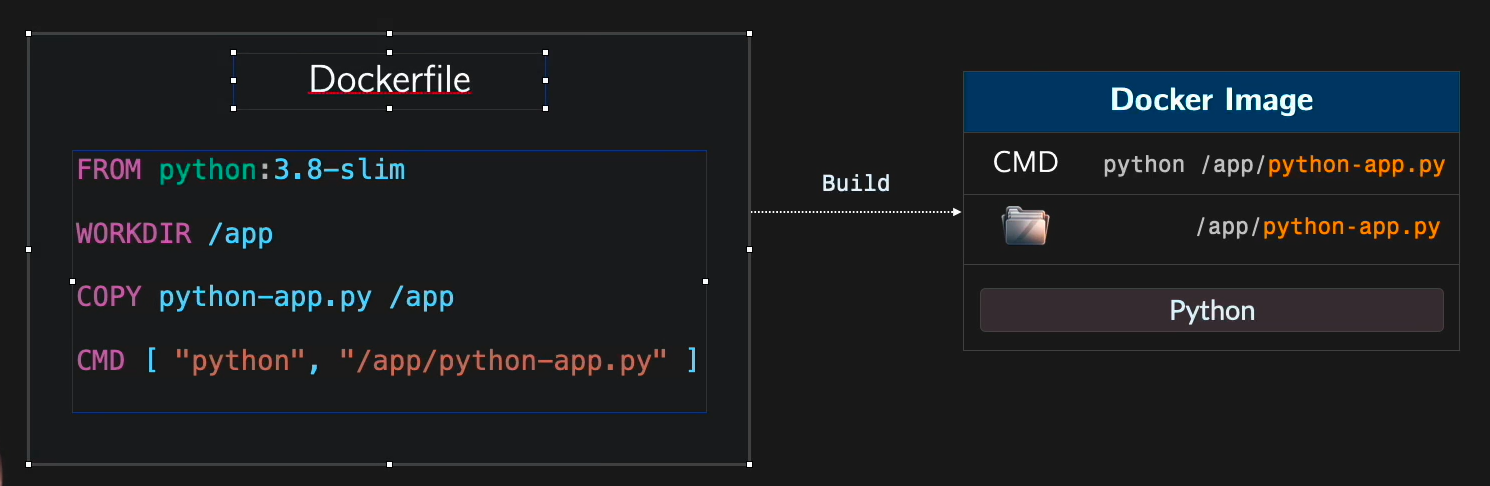 Dockerfile
FROM python:3.8-slim
WORKDIR /app
COPY python-app.py /app
CMD [ "python", "/app/python-app.py" ]
Build
Docker Image
CMD python /app/python-app.py
/app/python-app.py
Python